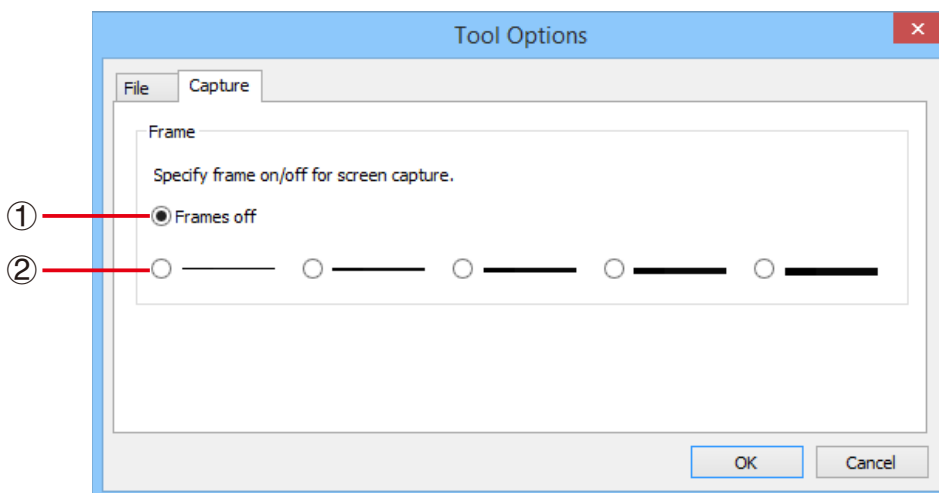 Tool Options
File Capture
Frame
Specify frame on/off for screen capture.
① Frames off
②
OK Cancel